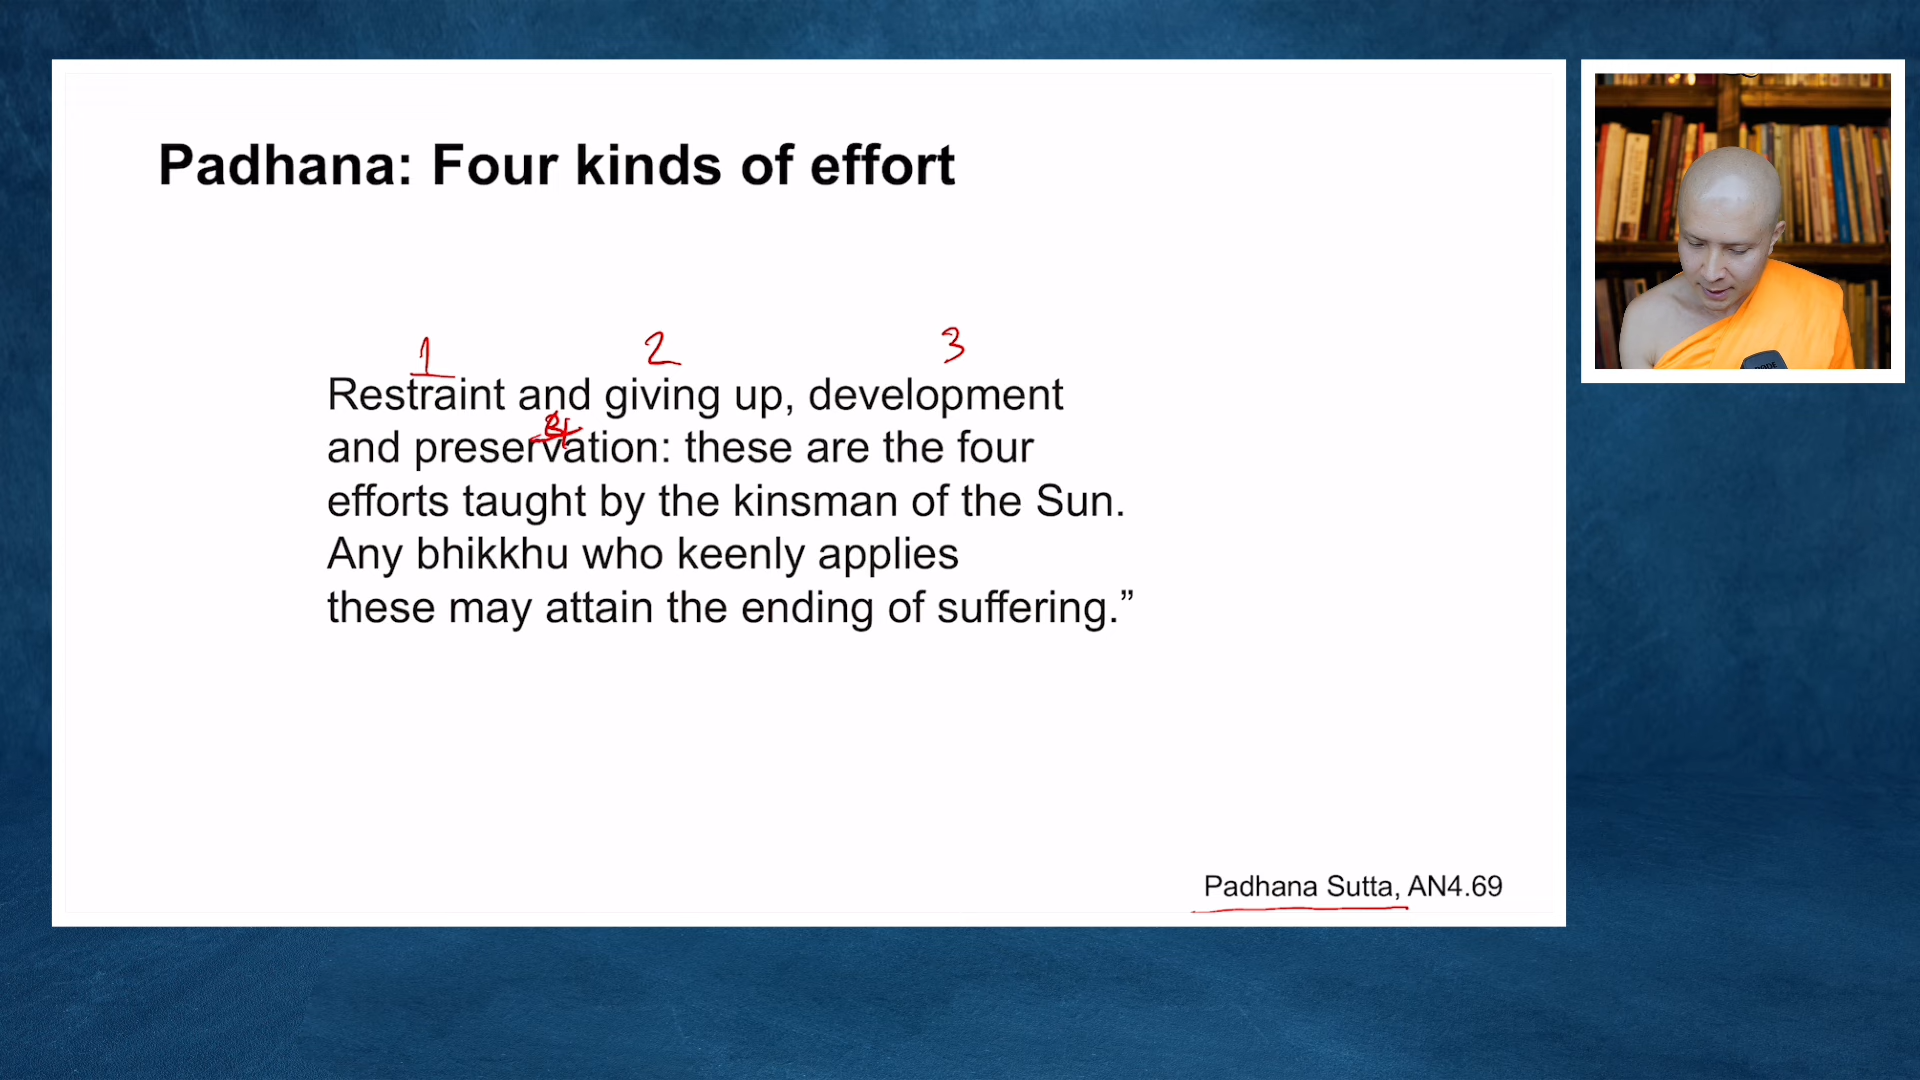 Padhana: Four kinds of effort
1 2 3
Restraint and giving up, development
and preservation: these are the four
efforts taught by the kinsman of the Sun.
Any bhikkhu who keenly applies
these may attain the ending of suffering.”
Padhana Sutta, AN4.69